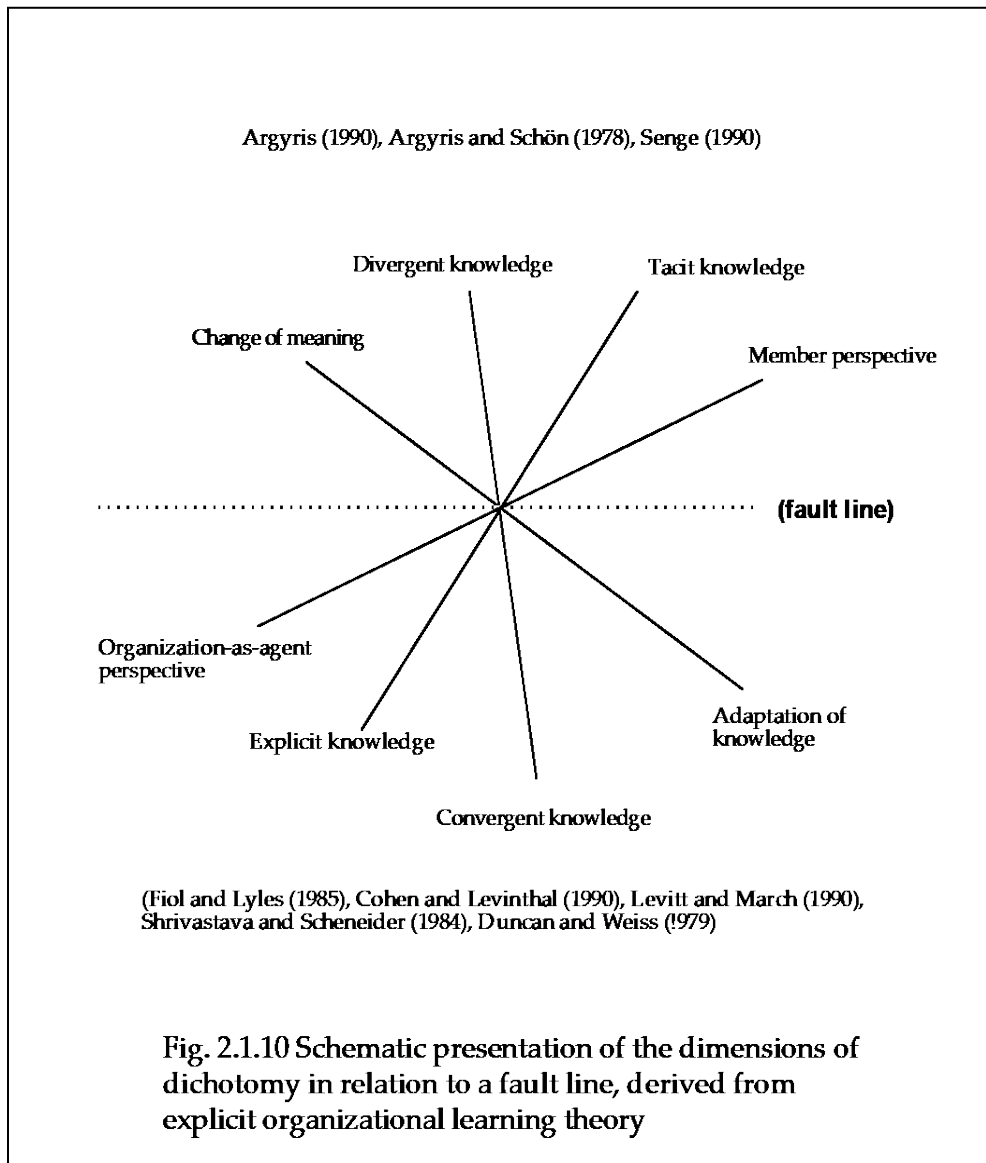 Argyris (1990), Argyris and Schön (1978), Senge (1990)
Divergent knowledge
Tacit knowledge
Change of meaning
Member perspective
(fault line)
Organization-as-agent
perspective
Explicit knowledge
Adaptation of
knowledge
Convergent knowledge
(Fiol and Lyles (1985), Cohen and Levinthal (1990), Levitt and March (1990),
Shrivastava and Scheneider (1984), Duncan and Weiss (!979)
Fig. 2.1.10 Schematic presentation of the dimensions of
dichotomy in relation to a fault line, derived from
explicit organizational learning theory